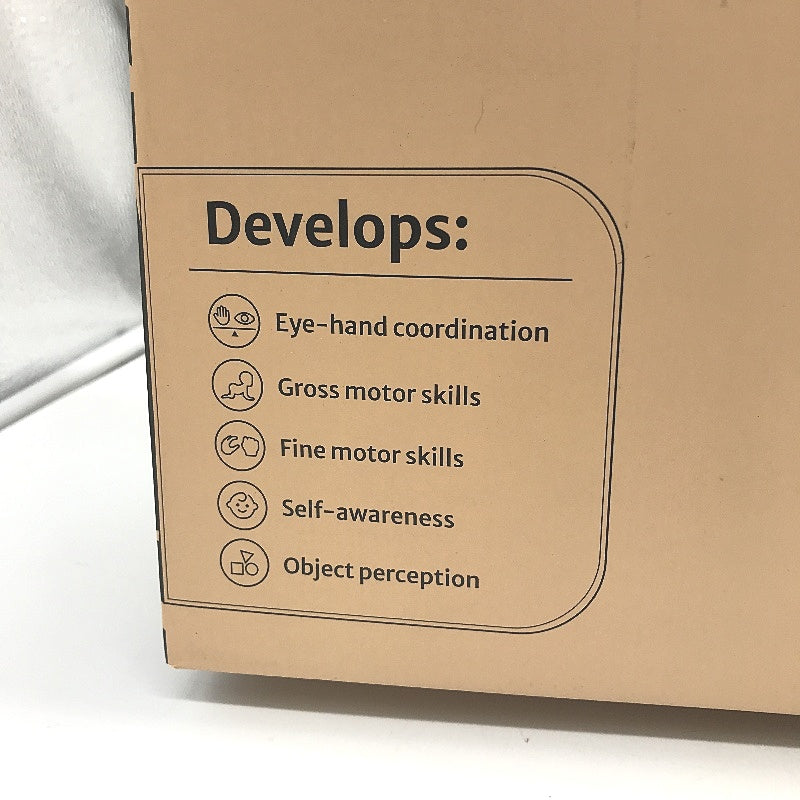 Develops:
Eye-hand coordination
Gross motor skills
Fine motor skills
Self-awareness
Object perception